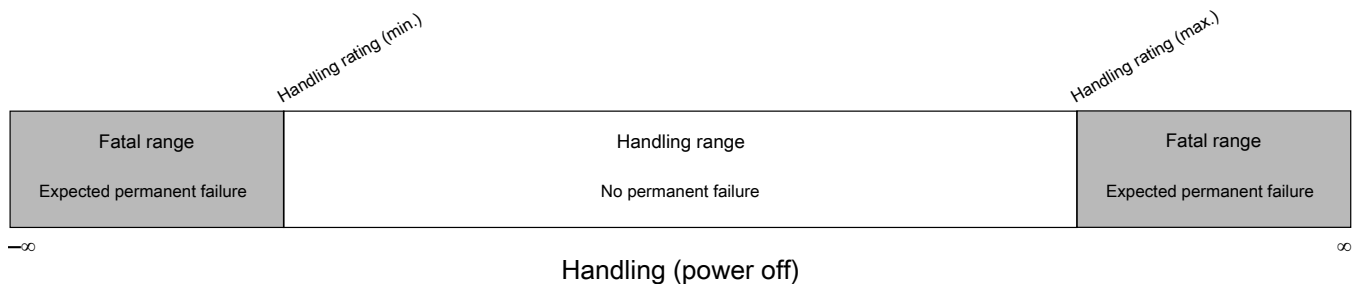 Handling rating (min.)
Handling rating (max.)
Fatal range
Handling range
Fatal range
Expected permanent failure
No permanent failure
Expected permanent failure
–∞
∞
Handling (power off)